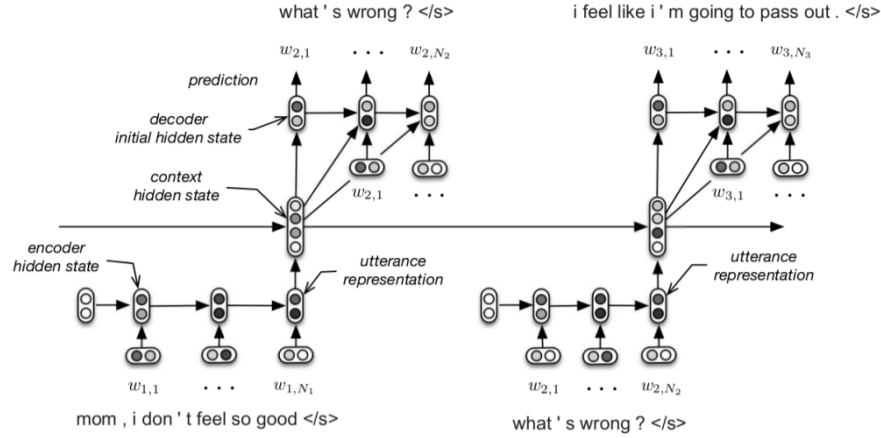 what ' s wrong ? </s>
i feel like i ' m going to pass out . </s>
w2,1 · · · w2,N2
w3,1 · · · w3,N3
prediction
decoder
initial hidden state
context
hidden state
w2,1 · · ·
w3,1 · · ·
encoder
hidden state
utterance
representation
utterance
representation
w1,1 · · · w1,N1
w2,1 · · · w2,N2
mom , i don ' t feel so good </s>
what ' s wrong ? </s>